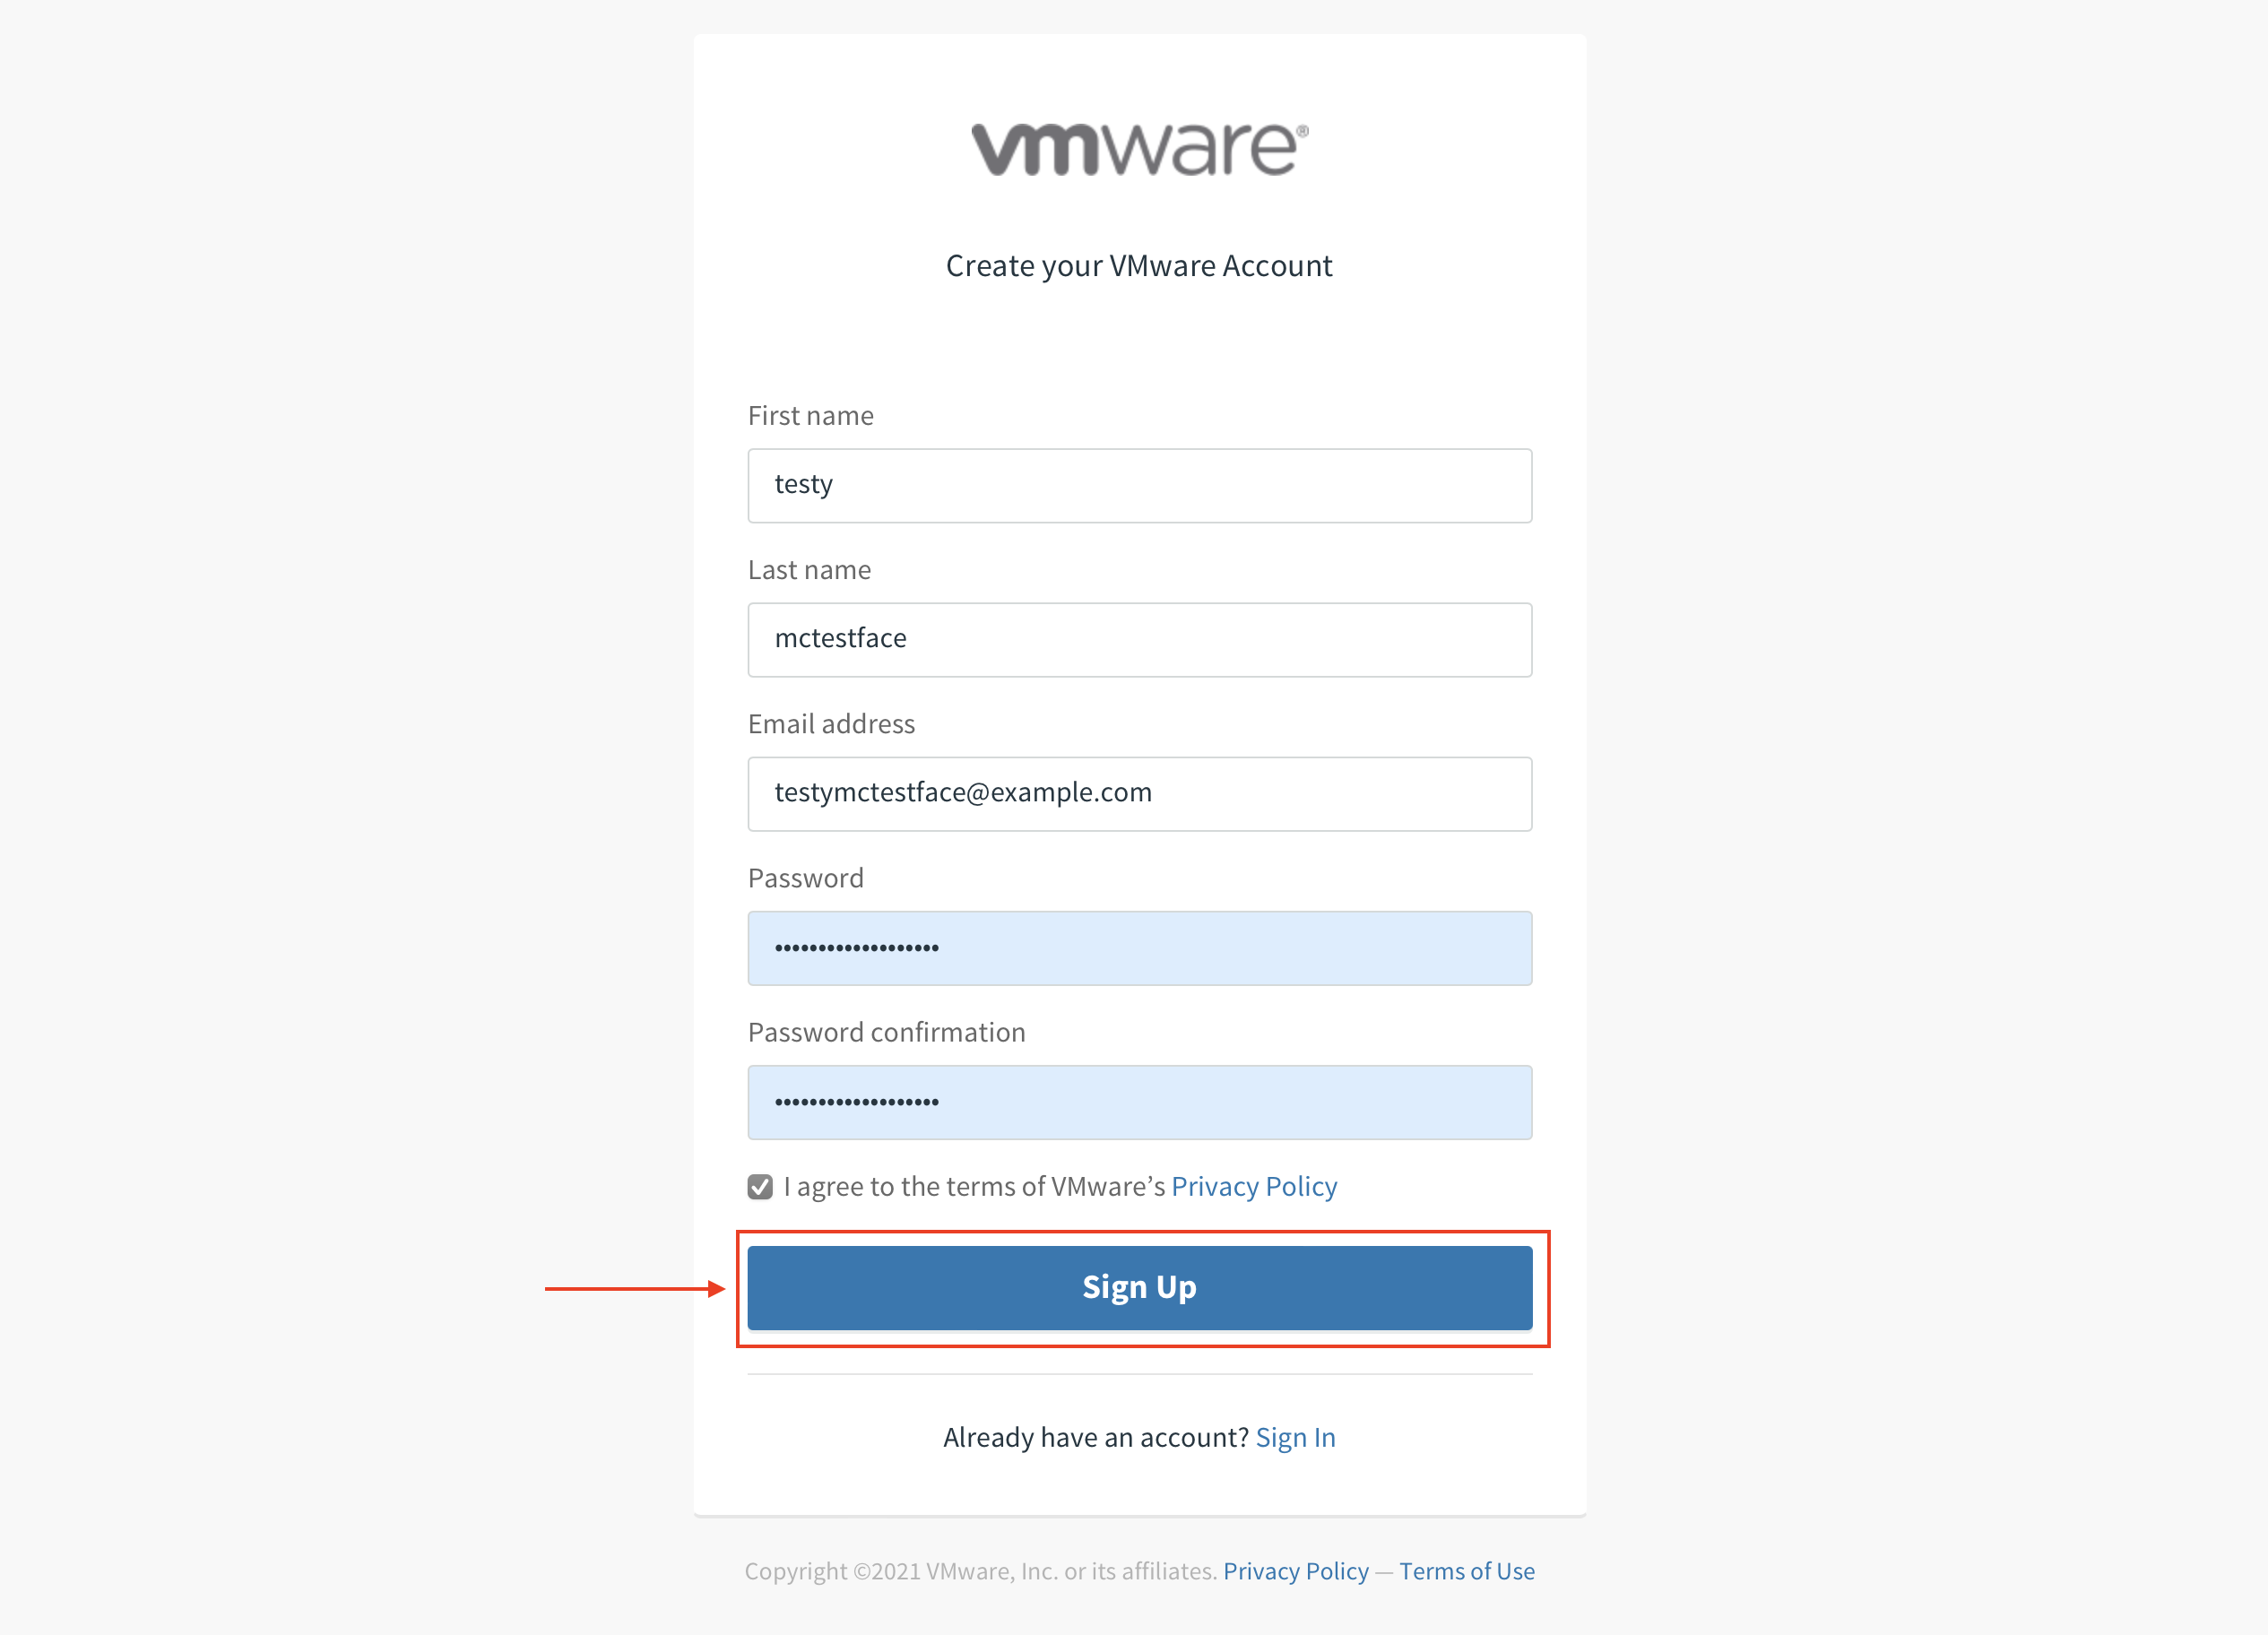 vmware®
Create your VMware Account
First name
testy
Last name
mctestface
Email address
testymctestface@example.com
Password
•••••••••••••••••••
Password confirmation
•••••••••••••••••••
I agree to the terms of VMware’s Privacy Policy
Sign Up
Already have an account? Sign In
Copyright ©2021 VMware, Inc. or its affiliates. Privacy Policy — Terms of Use